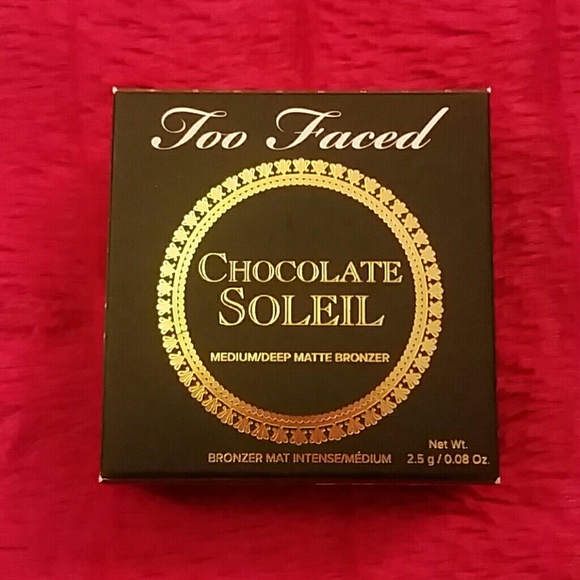 Too Faced
CHOCOLATE
SOLEIL
MEDIUM/DEEP MATTE BRONZER
BRONZER MAT INTENSE/MÉDIUM
Net Wt.
2.5 g / 0.08 Oz.